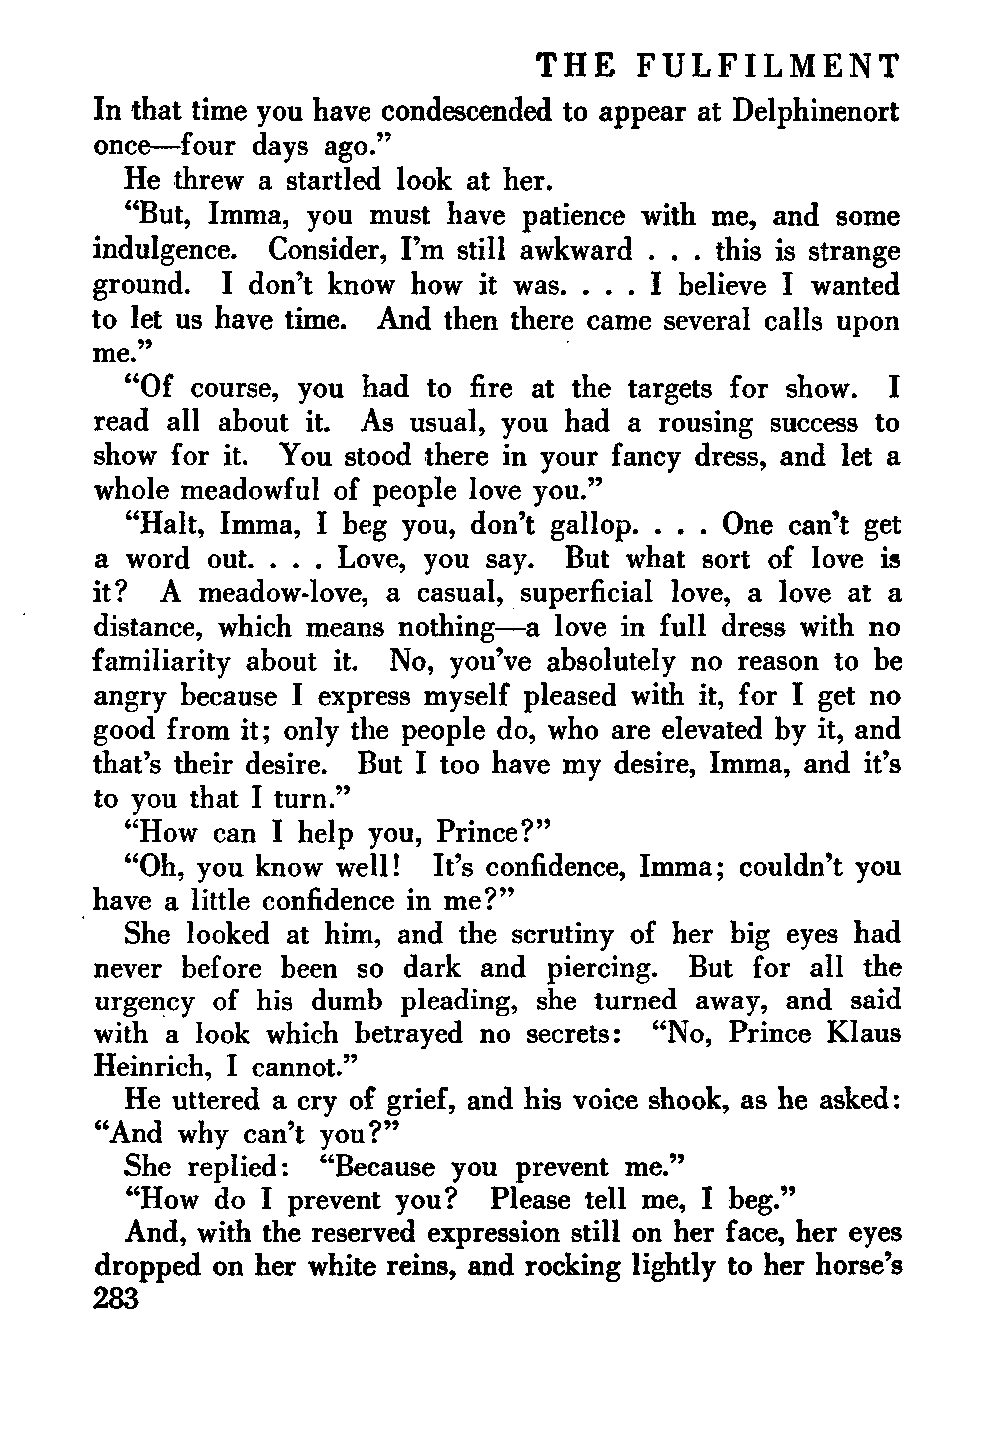 THE FULFILMENT
In that time you have condescended to appear at Delphinenort
once—four days ago.”
He threw a startled look at her.
“But, Imma, you must have patience with me, and some
indulgence. Consider, I’m still awkward . . . this is strange
ground. I don’t know how it was. . . . I believe I wanted
to let us have time. And then there came several calls upon
me.”
“Of course, you had to fire at the targets for show. I
read all about it. As usual, you had a rousing success to
show for it. You stood there in your fancy dress, and let a
whole meadowful of people love you.”
“Halt, Imma, I beg you, don’t gallop. . . . One can’t get
a word out. . . . Love, you say. But what sort of love is
it? A meadow-love, a casual, superficial love, a love at a
distance, which means nothing—a love in full dress with no
familiarity about it. No, you’ve absolutely no reason to be
angry because I express myself pleased with it, for I get no
good from it; only the people do, who are elevated by it, and
that’s their desire. But I too have my desire, Imma, and it’s
to you that I turn.”
“How can I help you, Prince?”
“Oh, you know well! It’s confidence, Imma; couldn’t you
have a little confidence in me?”
She looked at him, and the scrutiny of her big eyes had
never before been so dark and piercing. But for all the
urgency of his dumb pleading, she turned away, and said
with a look which betrayed no secrets: “No, Prince Klaus
Heinrich, I cannot.”
He uttered a cry of grief, and his voice shook, as he asked:
“And why can’t you?”
She replied: “Because you prevent me.”
“How do I prevent you? Please tell me, I beg.”
And, with the reserved expression still on her face, her eyes
dropped on her white reins, and rocking lightly to her horse’s
283